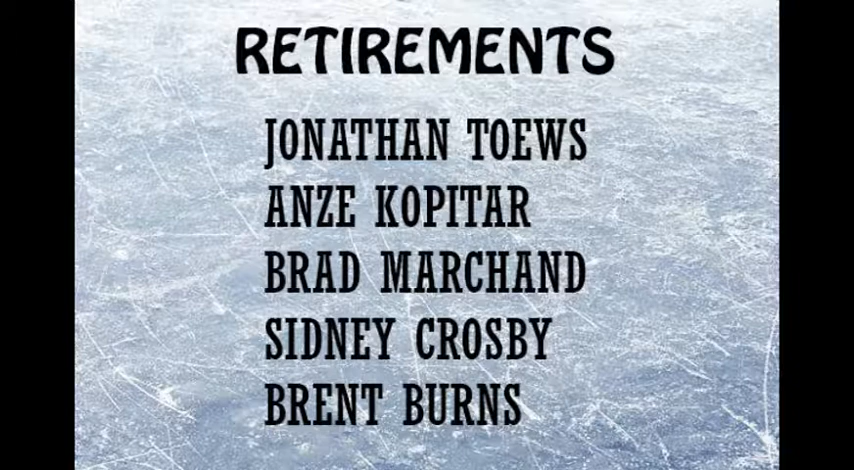 RETIREMENTS
JONATHAN TOEWS
ANZE KOPITAR
BRAD MARCHAND
SIDNEY CROSBY
BRENT BURNS